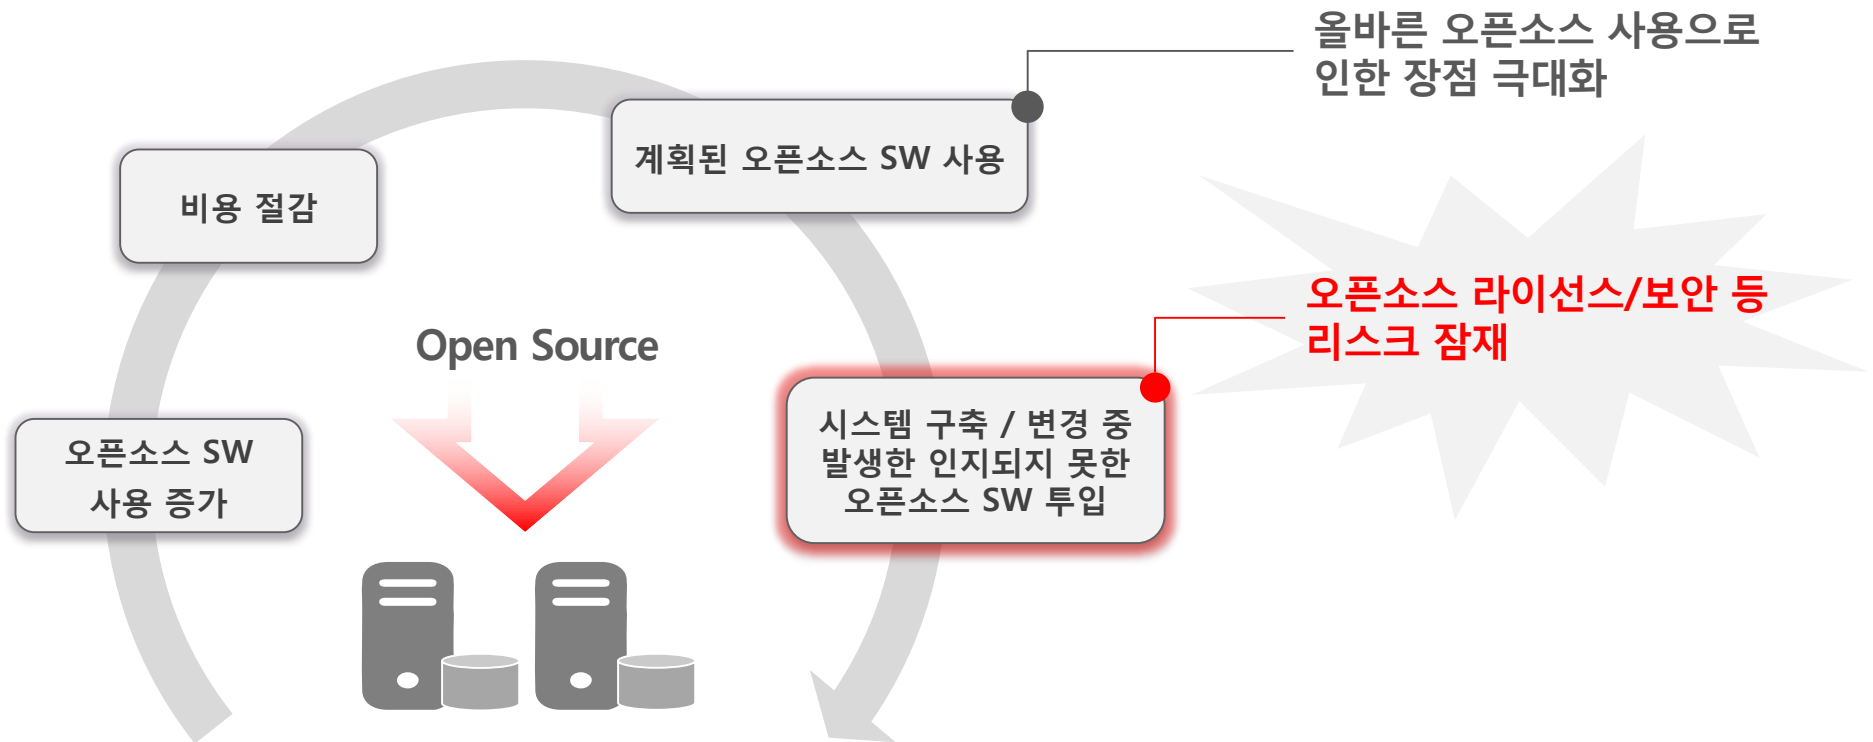 올바른 오픈소스 사용으로
인한 장점 극대화
계획된 오픈소스 SW 사용
비용 절감
오픈소스 라이선스/보안 등
리스크 잠재
Open Source
시스템 구축 / 변경 중
발생한 인지되지 못한
오픈소스 SW 투입
오픈소스 SW
사용 증가